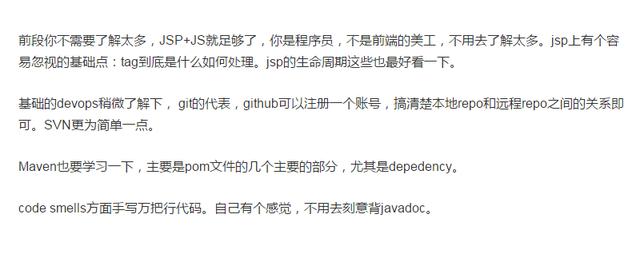 前段你不需要了解太多，JSP+JS就足够了，你是程序员，不是前端的美工，不用去了解太多。jsp上有个容
易忽视的基础点：tag到底是什么如何处理。jsp的生命周期这些也最好看一下。
基础的devops稍微了解下， git的代表，github可以注册一个账号，搞清楚本地repo和远程repo之间的关系即
可。SVN更为简单一点。
Maven也要学习一下，主要是pom文件的几个主要的部分，尤其是depedency。
code smells方面手写万把行代码。自己有个感觉，不用去刻意背javadoc。